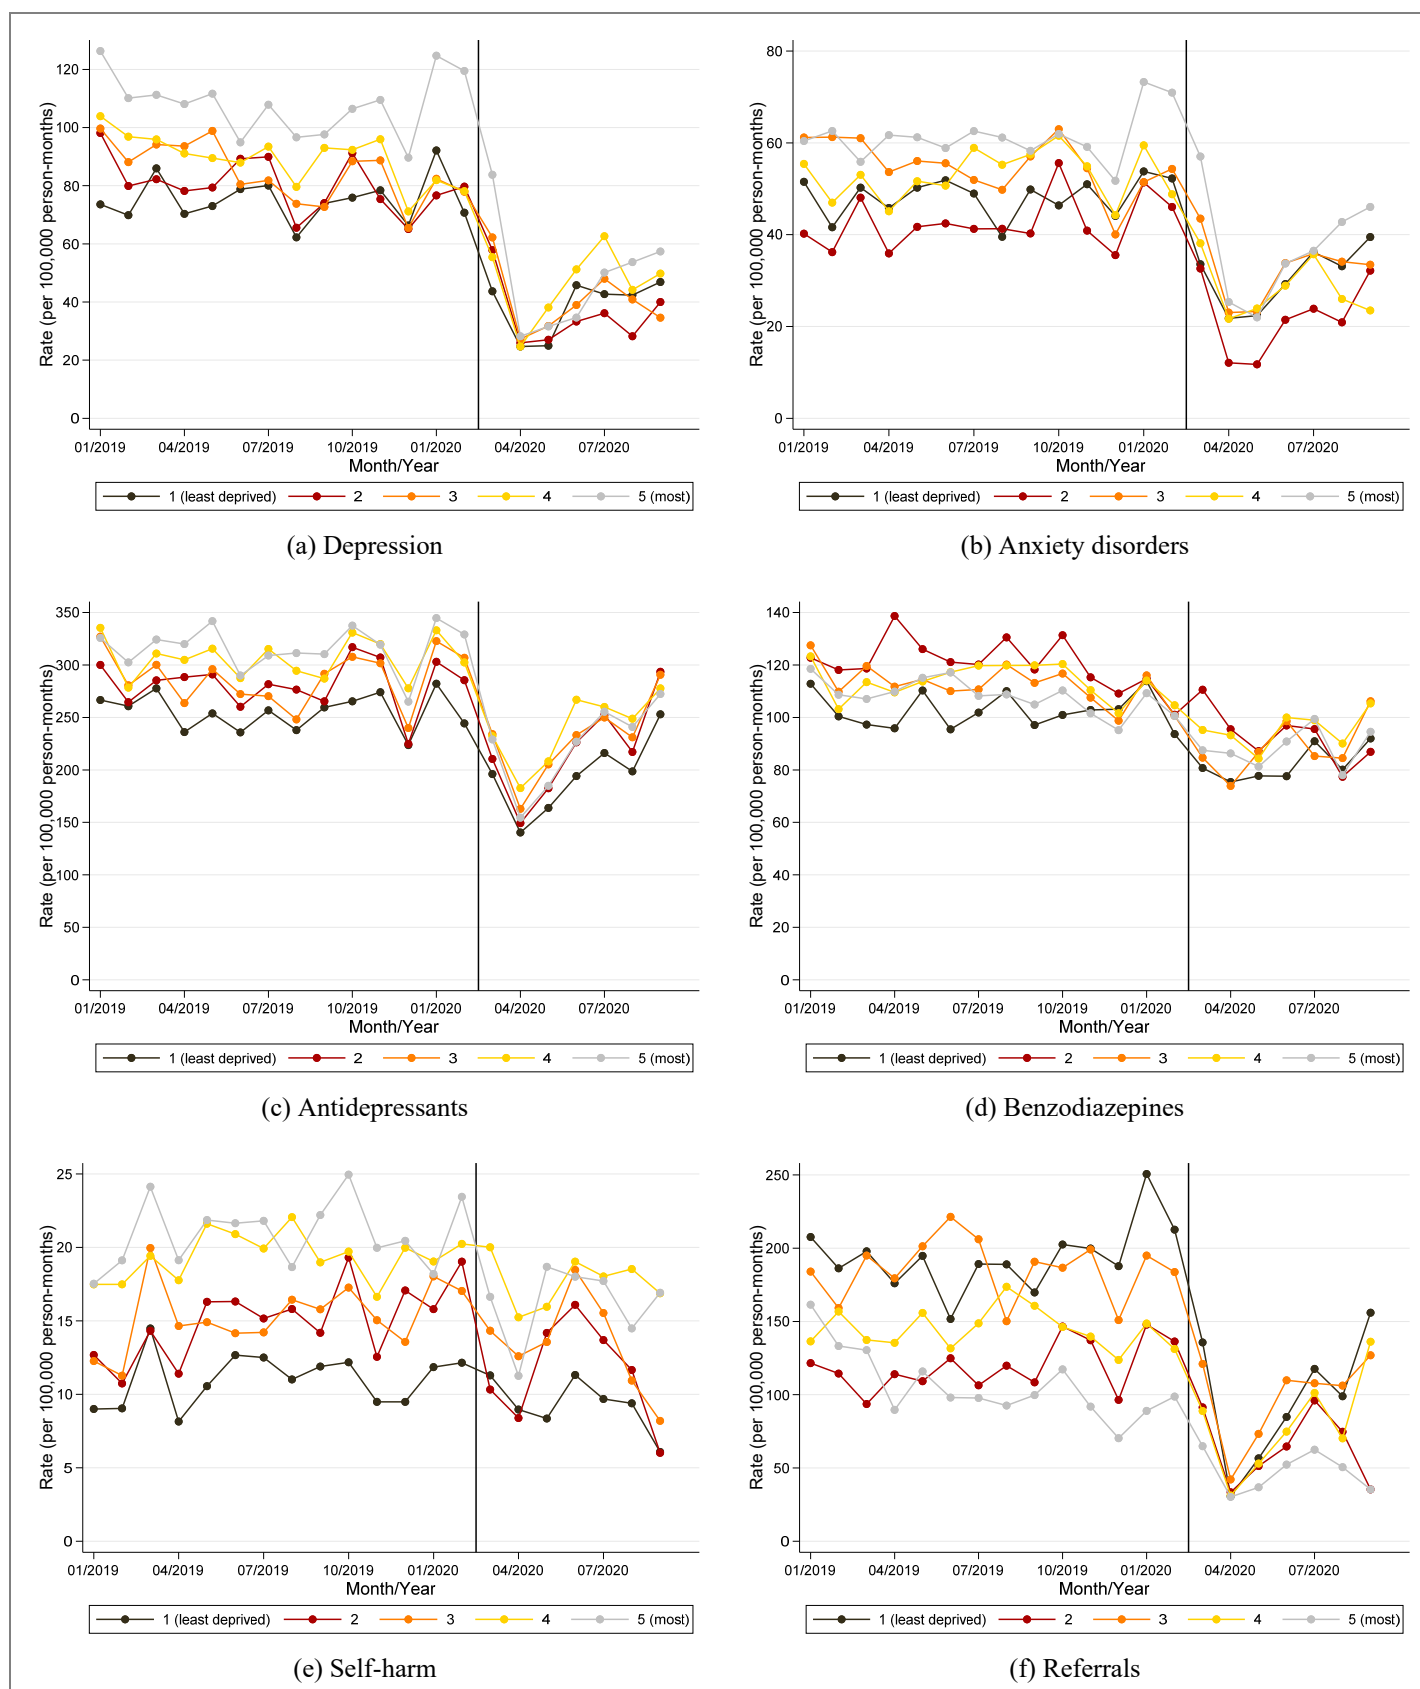 Rate (per 100,000 person-months)
120
100
80
60
40
20
0
01/2019 04/2019 07/2019 10/2019 01/2020 04/2020 07/2020
Month/Year
1 (least deprived) 2 3 4 5 (most)
(a) Depression
Rate (per 100,000 person-months)
80
60
40
20
0
01/2019 04/2019 07/2019 10/2019 01/2020 04/2020 07/2020
Month/Year
1 (least deprived) 2 3 4 5 (most)
(b) Anxiety disorders
Rate (per 100,000 person-months)
350
300
250
200
150
100
50
0
01/2019 04/2019 07/2019 10/2019 01/2020 04/2020 07/2020
Month/Year
1 (least deprived) 2 3 4 5 (most)
(c) Antidepressants
Rate (per 100,000 person-months)
140
120
100
80
60
40
20
0
01/2019 04/2019 07/2019 10/2019 01/2020 04/2020 07/2020
Month/Year
1 (least deprived) 2 3 4 5 (most)
(d) Benzodiazepines
Rate (per 100,000 person-months)
25
20
15
10
5
0
01/2019 04/2019 07/2019 10/2019 01/2020 04/2020 07/2020
Month/Year
1 (least deprived) 2 3 4 5 (most)
(e) Self-harm
Rate (per 100,000 person-months)
250
200
150
100
50
0
01/2019 04/2019 07/2019 10/2019 01/2020 04/2020 07/2020
Month/Year
1 (least deprived) 2 3 4 5 (most)
(f) Referrals